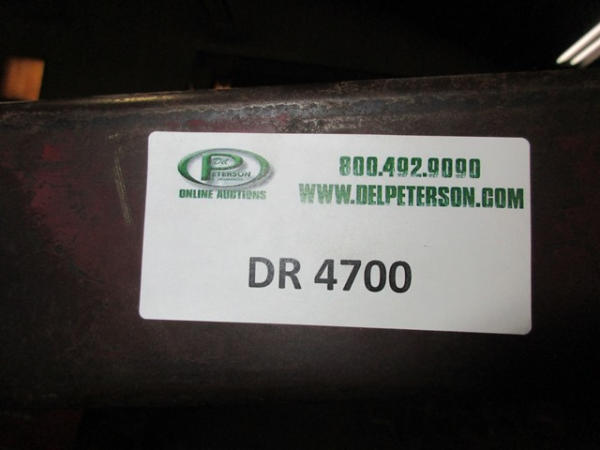 Del
PETERSON
ONLINE AUCTIONS
800.492.9090
WWW.DELPETERSON.COM
DR 4700